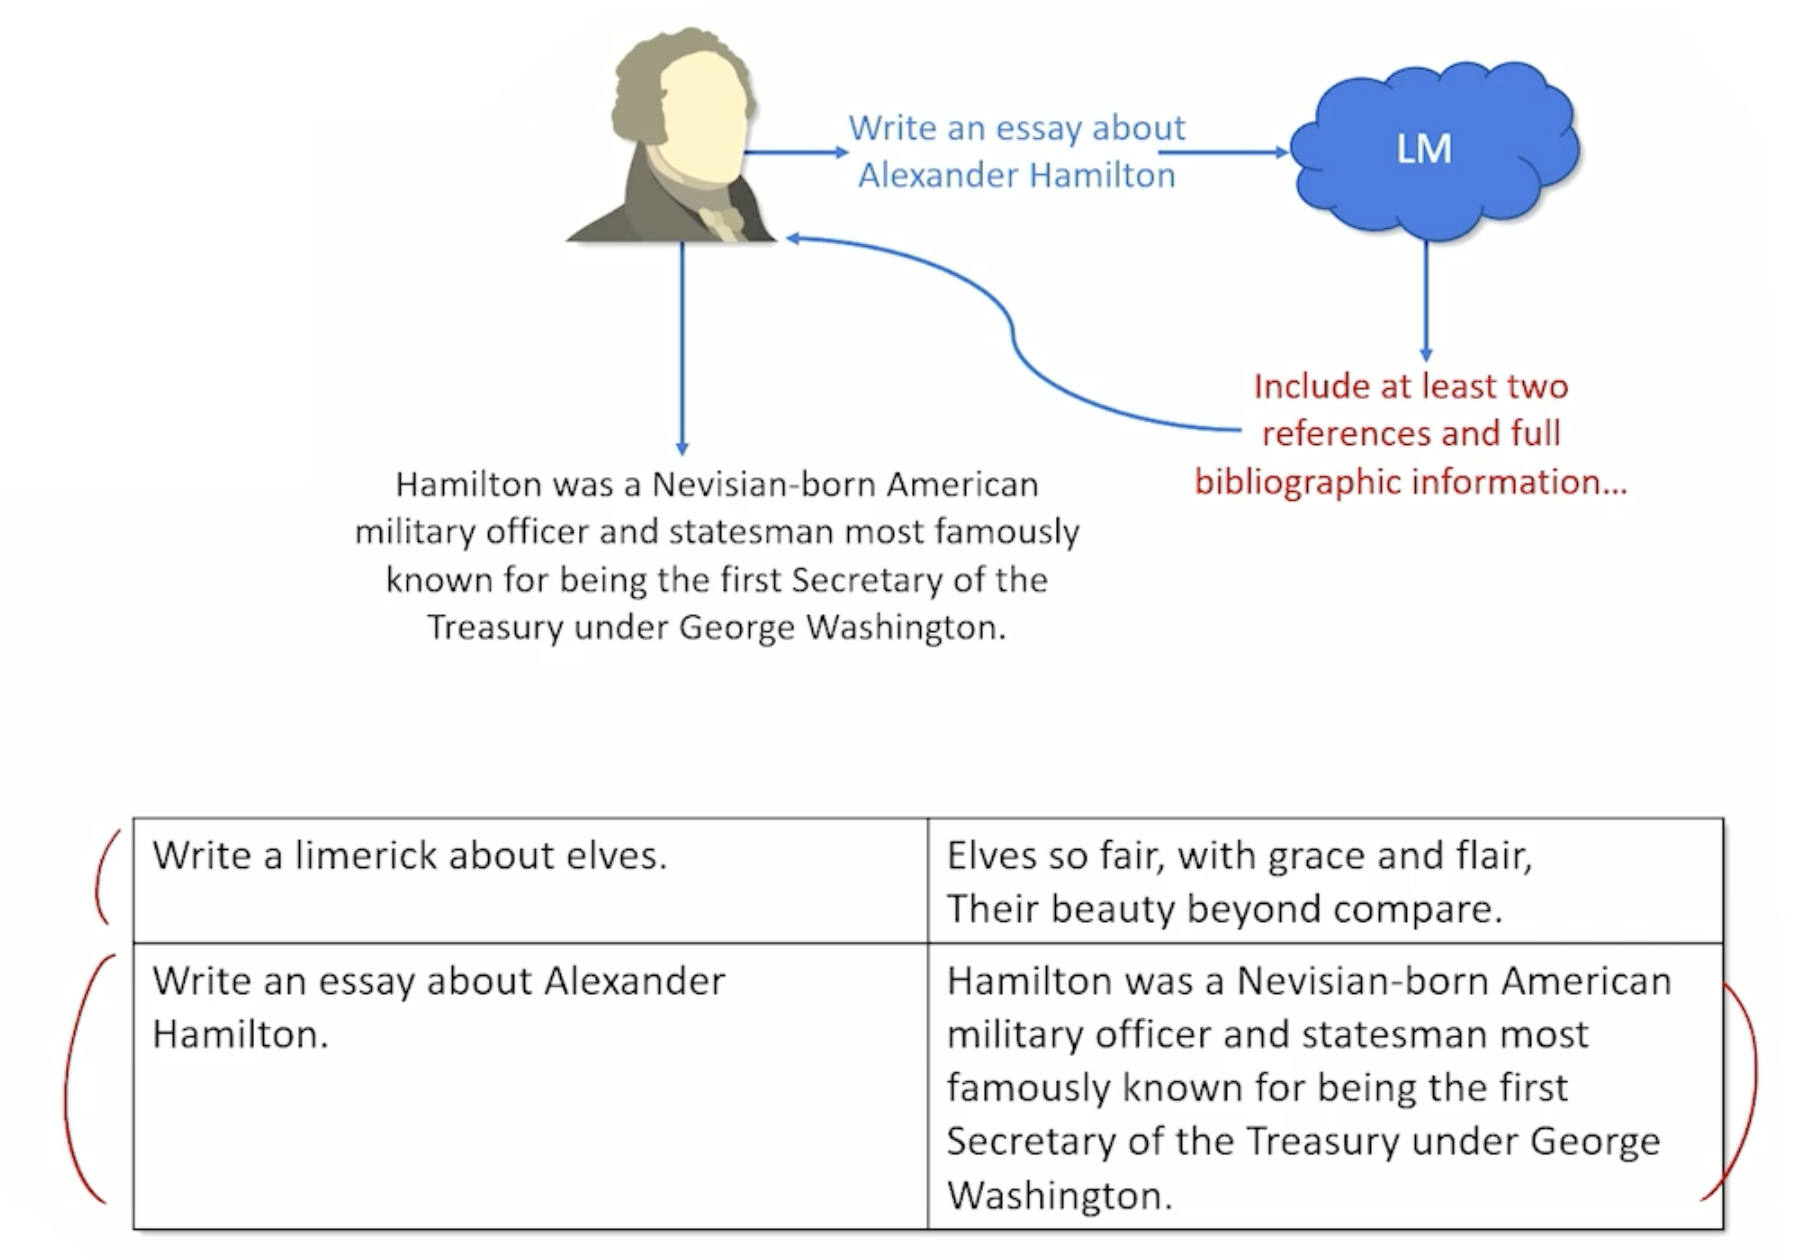 Write an essay about
Alexander Hamilton
LM
Include at least two
references and full
bibliographic information...
Hamilton was a Nevisian-born American
military officer and statesman most famously
known for being the first Secretary of the
Treasury under George Washington.
Write a limerick about elves.
Elves so fair, with grace and flair,
Their beauty beyond compare.
Write an essay about Alexander
Hamilton.
Hamilton was a Nevisian-born American
military officer and statesman most
famously known for being the first
Secretary of the Treasury under George
Washington.